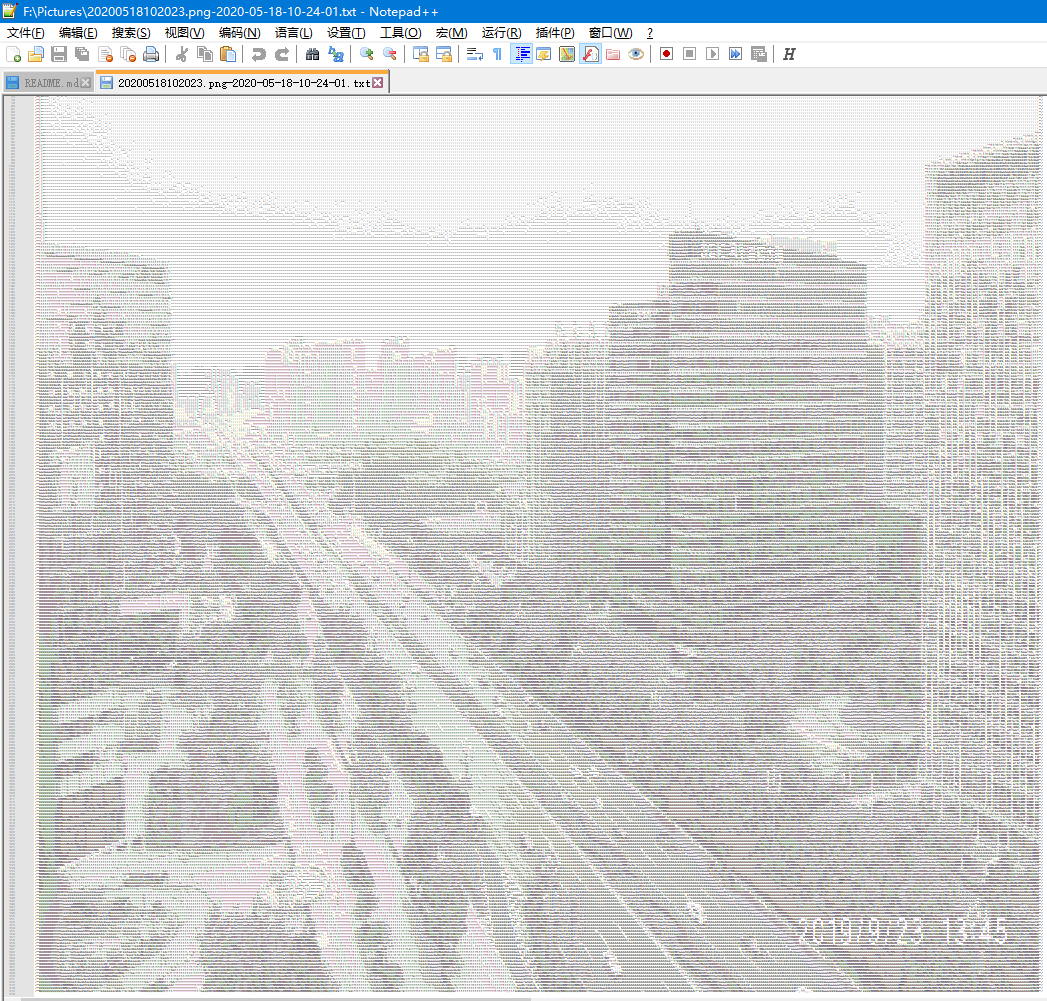 F:\Pictures\20200518102023.png-2020-05-18-10-24-01.txt - Notepad++
文件(F) 编辑(E) 搜索(S) 视图(V) 编码(N) 语言(L) 设置(T) 工具(O) 宏(M) 运行(R) 插件(P) 窗口(W) ?
README.md 20200518102023.png-2020-05-18-10-24-01.txt